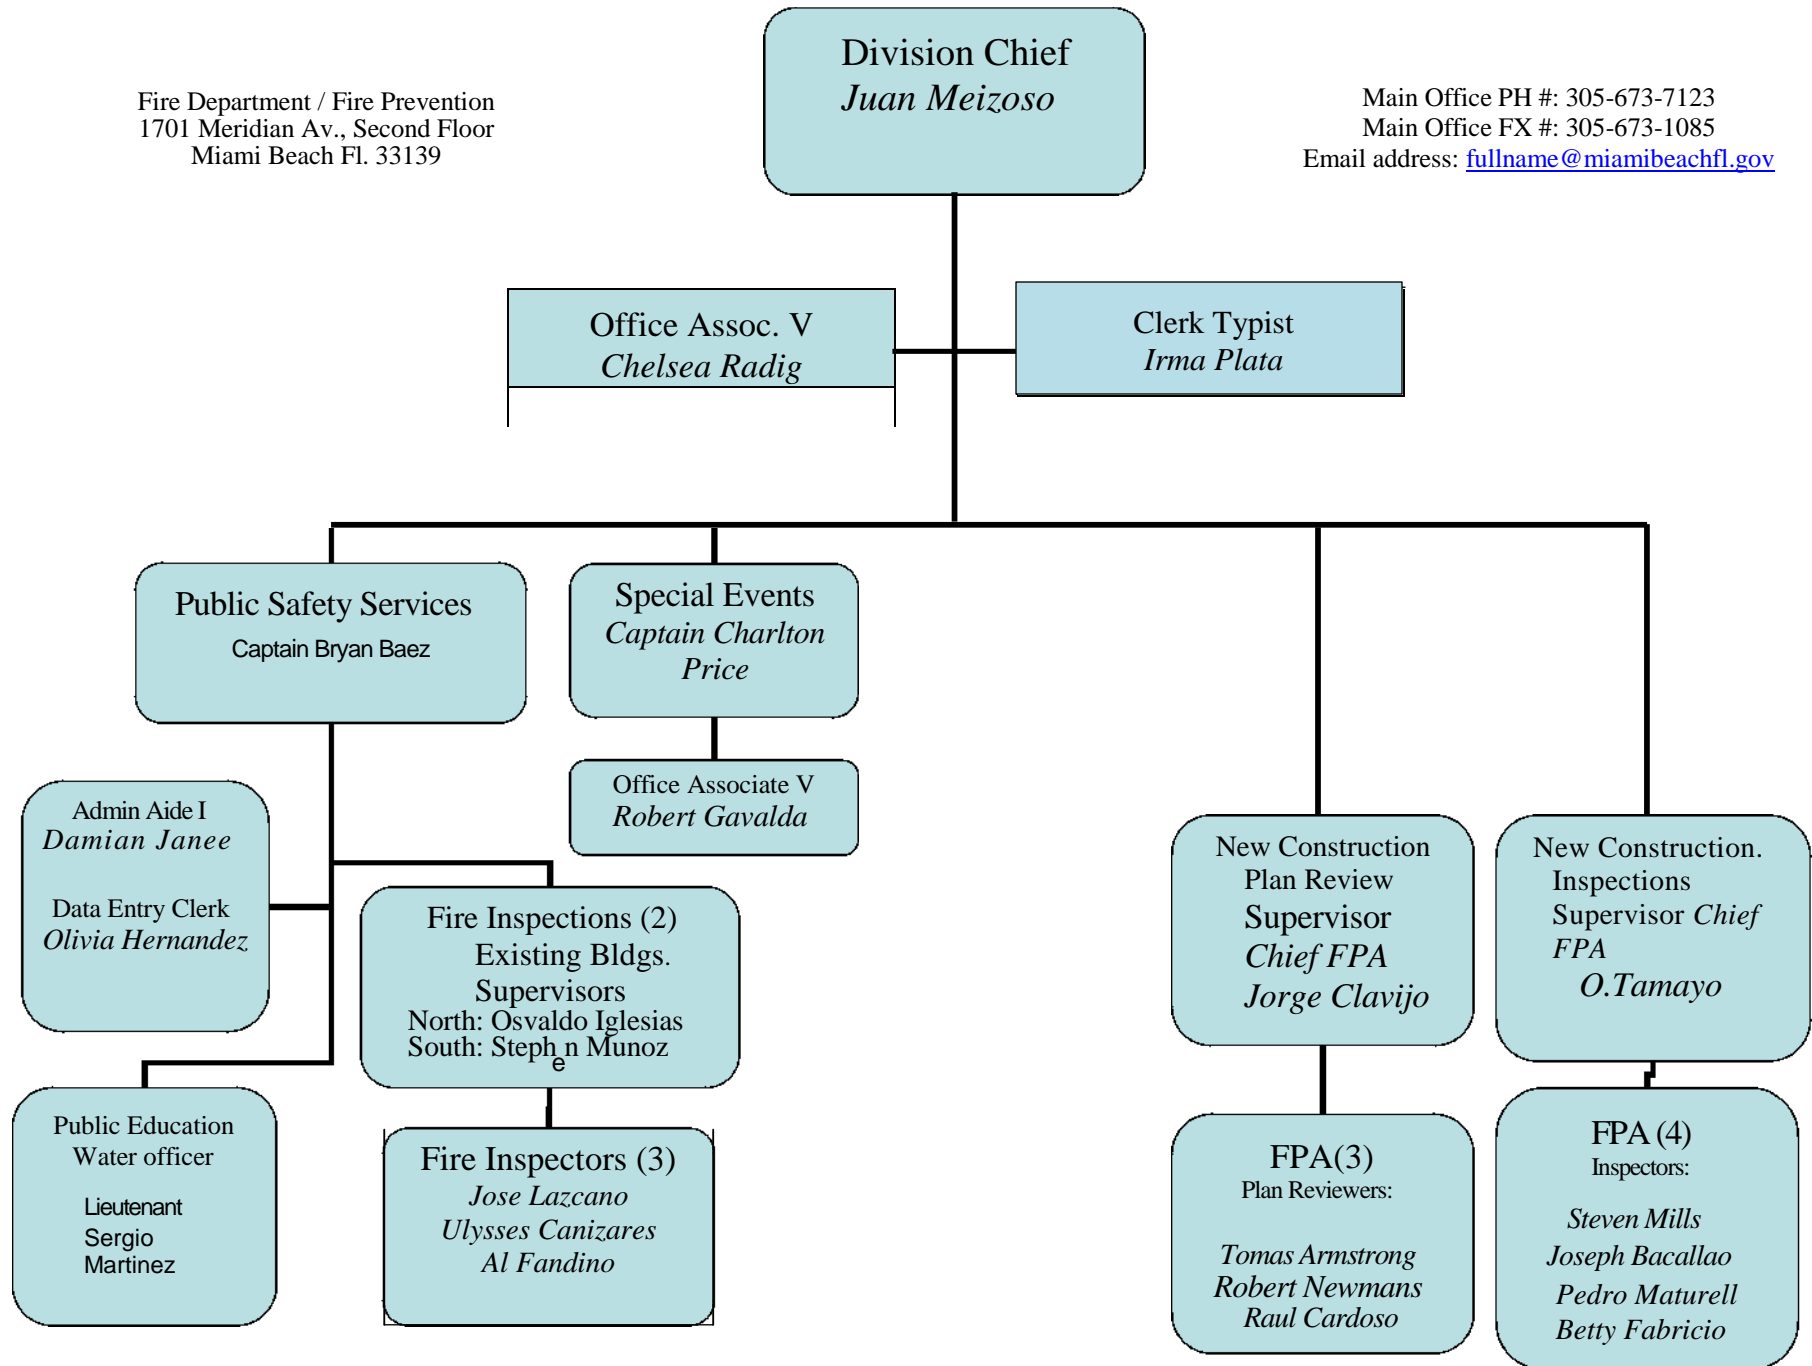 Division Chief
Juan Meizoso
Fire Department / Fire Prevention
1701 Meridian Av., Second Floor
Miami Beach Fl. 33139
Main Office PH #: 305-673-7123
Main Office FX #: 305-673-1085
Email address: fullname@miamibeachfl.gov
Office Assoc. V
Chelsea Radig
Clerk Typist
Irma Plata
Public Safety Services
Captain Bryan Baez
Special Events
Captain Charlton
Price
Office Associate V
Robert Gavalda
Admin Aide I
Damian Janee
Data Entry Clerk
Olivia Hernandez
Fire Inspections (2)
Existing Bldgs.
Supervisors
North: Osvaldo Iglesias
South: Stephen Munoz
Public Education
Water officer
Lieutenant
Sergio
Martinez
Fire Inspectors (3)
Jose Lazcano
Ulysses Canizares
Al Fandino
New Construction
Plan Review
Supervisor
Chief FPA
Jorge Clavijo
FPA(3)
Plan Reviewers:
Tomas Armstrong
Robert Newmans
Raul Cardoso
New Construction.
Inspections
Supervisor Chief
FPA
O.Tamayo
FPA (4)
Inspectors:
Steven Mills
Joseph Bacallao
Pedro Maturell
Betty Fabricio